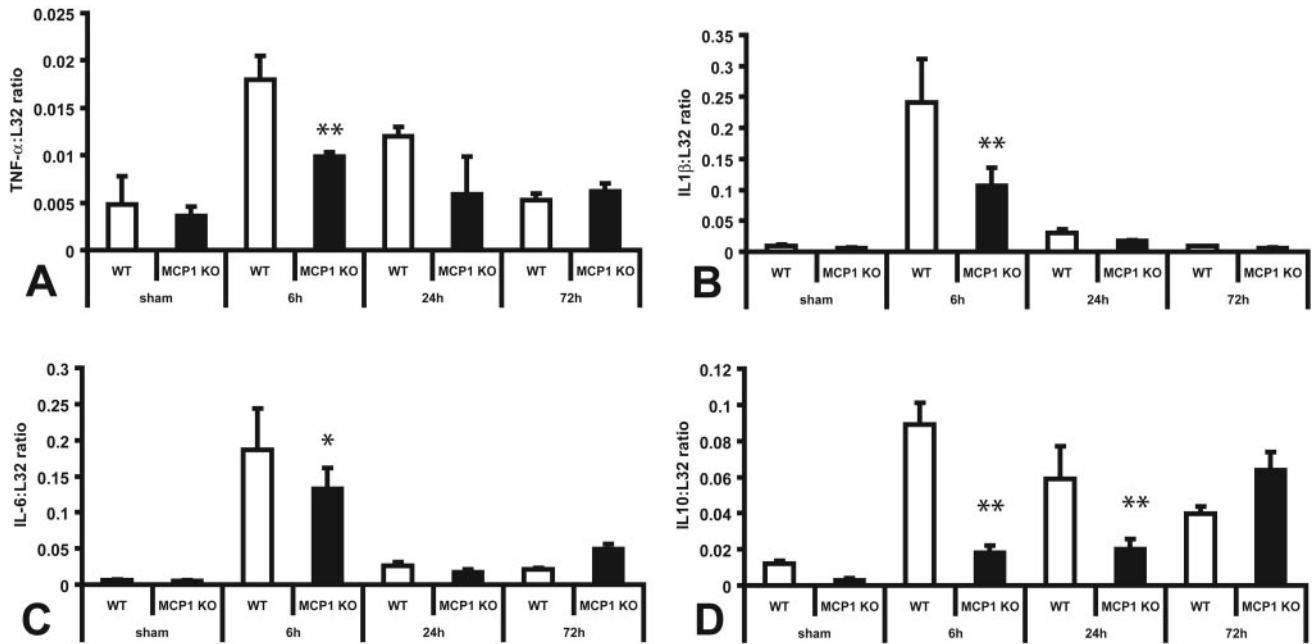 0.025
0.02
0.015
0.01
0.005
0
TNF-α:L32 ratio
**
WT MCP1 KO WT MCP1 KO WT MCP1 KO WT MCP1 KO
sham 6h 24h 72h
A
0.35
0.3
0.25
0.2
0.15
0.1
0.05
0
IL1β:L32 ratio
**
WT MCP1 KO WT MCP1 KO WT MCP1 KO WT MCP1 KO
sham 6h 24h 72h
B
0.3
0.25
0.2
0.15
0.1
0.05
0
IL-6:L32 ratio
*
WT MCP1 KO WT MCP1 KO WT MCP1 KO WT MCP1 KO
sham 6h 24h 72h
C
0.12
0.1
0.08
0.06
0.04
0.02
0
IL10:L32 ratio
** **
WT MCP1 KO WT MCP1 KO WT MCP1 KO WT MCP1 KO
sham 6h 24h 72h
D